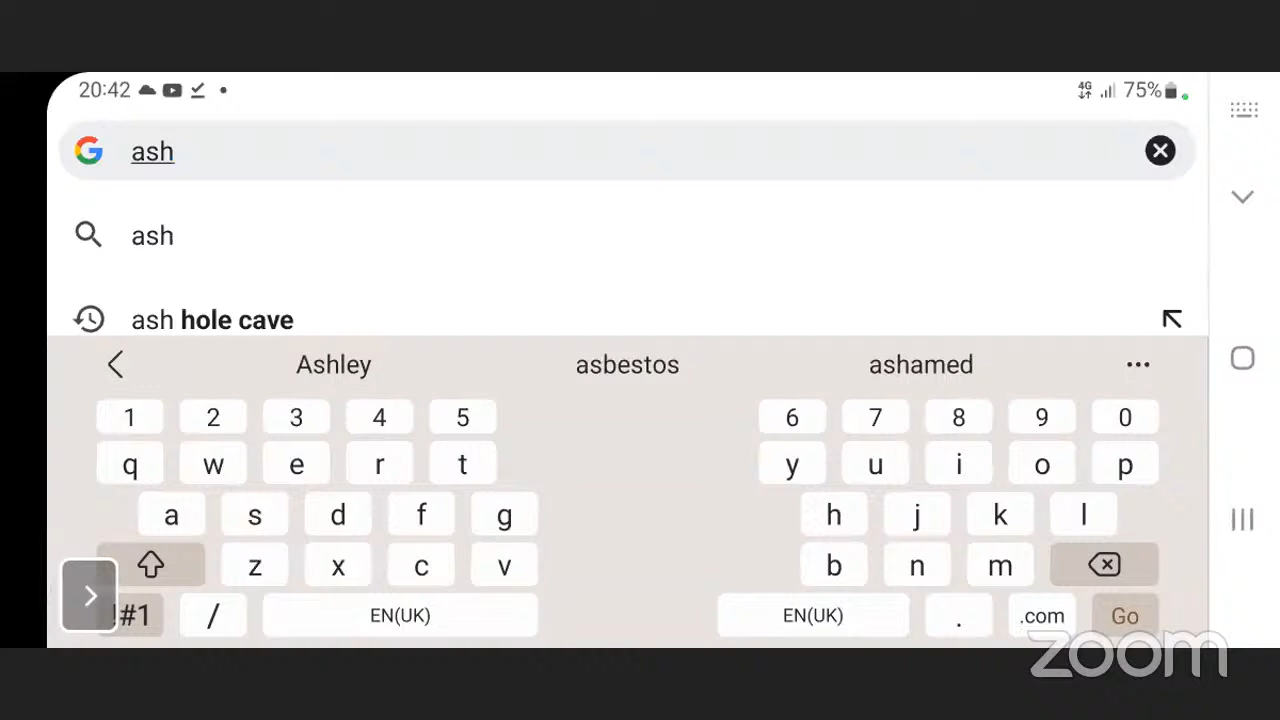 20:42 4G 75%
ash
ash
ash hole cave
Ashley asbestos ashamed
1 2 3 4 5 6 7 8 9 0
q w e r t y u i o p
a s d f g h j k l
z x c v b n m
!#1 / EN(UK) EN(UK) . .com Go
zoom